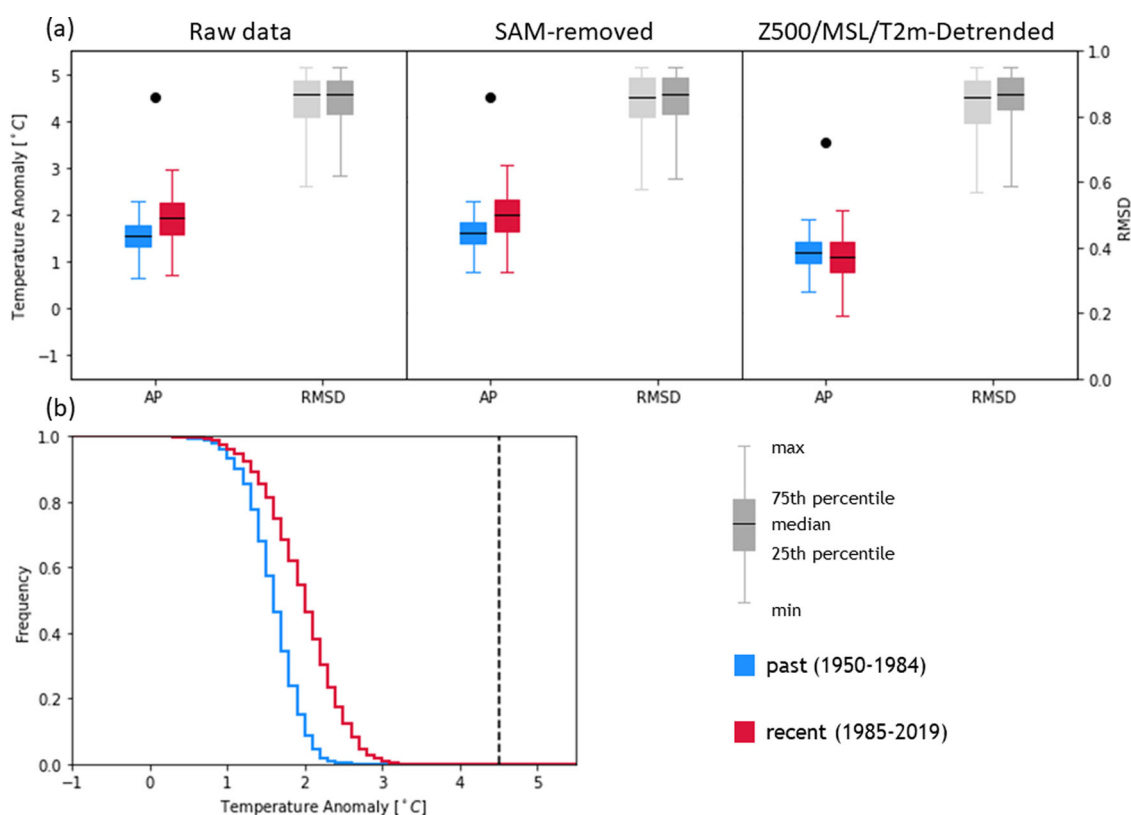 (a)
Raw data
SAM-removed
Z500/MSL/T2m-Detrended
Temperature Anomaly [°C]
5
4
3
2
1
0
−1
1.0
0.8
0.6
0.4
0.2
0.0
RMSD
AP
RMSD
AP
RMSD
AP
RMSD
(b)
Frequency
1.0
0.8
0.6
0.4
0.2
0.0
-1
0
1
2
3
4
5
Temperature Anomaly [°C]
max
75th percentile
median
25th percentile
min
past (1950-1984)
recent (1985-2019)